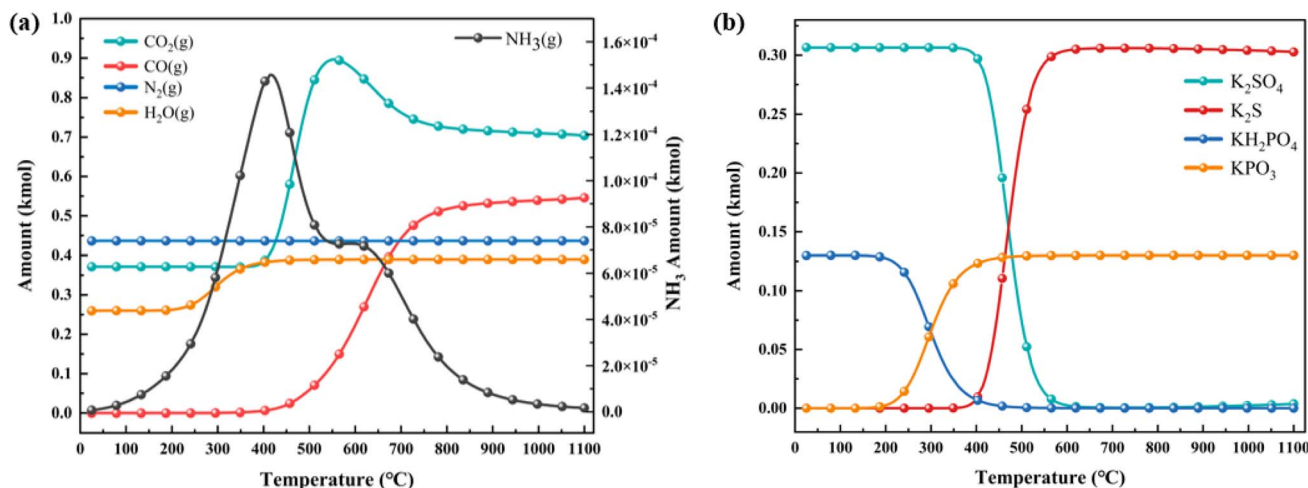 (a)
CO₂(g)
CO(g)
N₂(g)
H₂O(g)
NH₃(g)
Amount (kmol)
1.0
0.9
0.8
0.7
0.6
0.5
0.4
0.3
0.2
0.1
0.0
NH₃ Amount (kmol)
1.6×10⁻⁴
1.4×10⁻⁴
1.2×10⁻⁴
1×10⁻⁴
8.0×10⁻⁵
6.0×10⁻⁵
4.0×10⁻⁵
2.0×10⁻⁵
0.0
0 100 200 300 400 500 600 700 800 900 1000 1100
Temperature (°C)
(b)
K₂SO₄
K₂S
KH₂PO₄
KPO₃
Amount (kmol)
0.30
0.25
0.20
0.15
0.10
0.05
0.00
0 100 200 300 400 500 600 700 800 900 1000 1100
Temperature (°C)